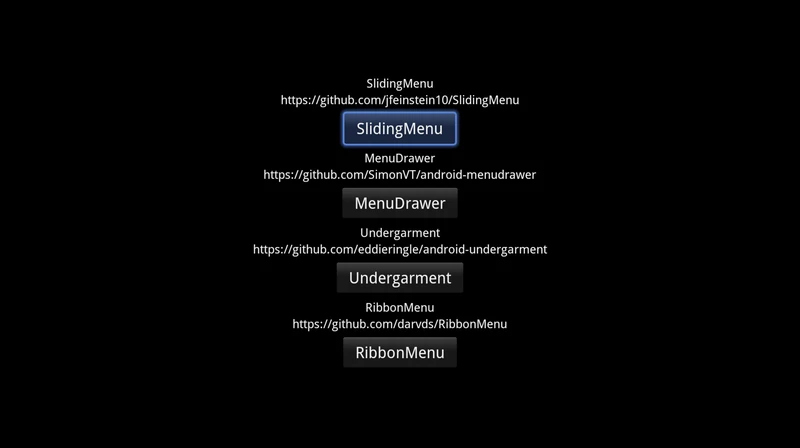 SlidingMenu
https://github.com/jfeinstein10/SlidingMenu
SlidingMenu
MenuDrawer
https://github.com/SimonVT/android-menudrawer
MenuDrawer
Undergarment
https://github.com/eddieringle/android-undergarment
Undergarment
RibbonMenu
https://github.com/darvds/RibbonMenu
RibbonMenu